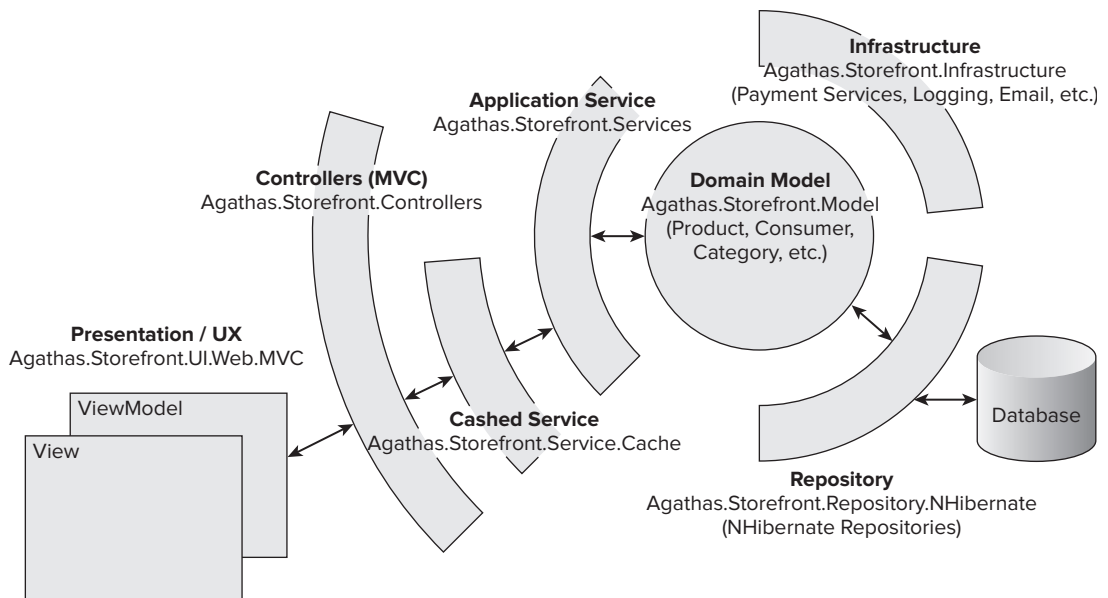 Infrastructure
Agathas.Storefront.Infrastructure
(Payment Services, Logging, Email, etc.)
Application Service
Agathas.Storefront.Services
Controllers (MVC)
Agathas.Storefront.Controllers
Domain Model
Agathas.Storefront.Model
(Product, Consumer,
Category, etc.)
Presentation / UX
Agathas.Storefront.UI.Web.MVC
ViewModel
View
Cashed Service
Agathas.Storefront.Service.Cache
Database
Repository
Agathas.Storefront.Repository.NHibernate
(NHibernate Repositories)